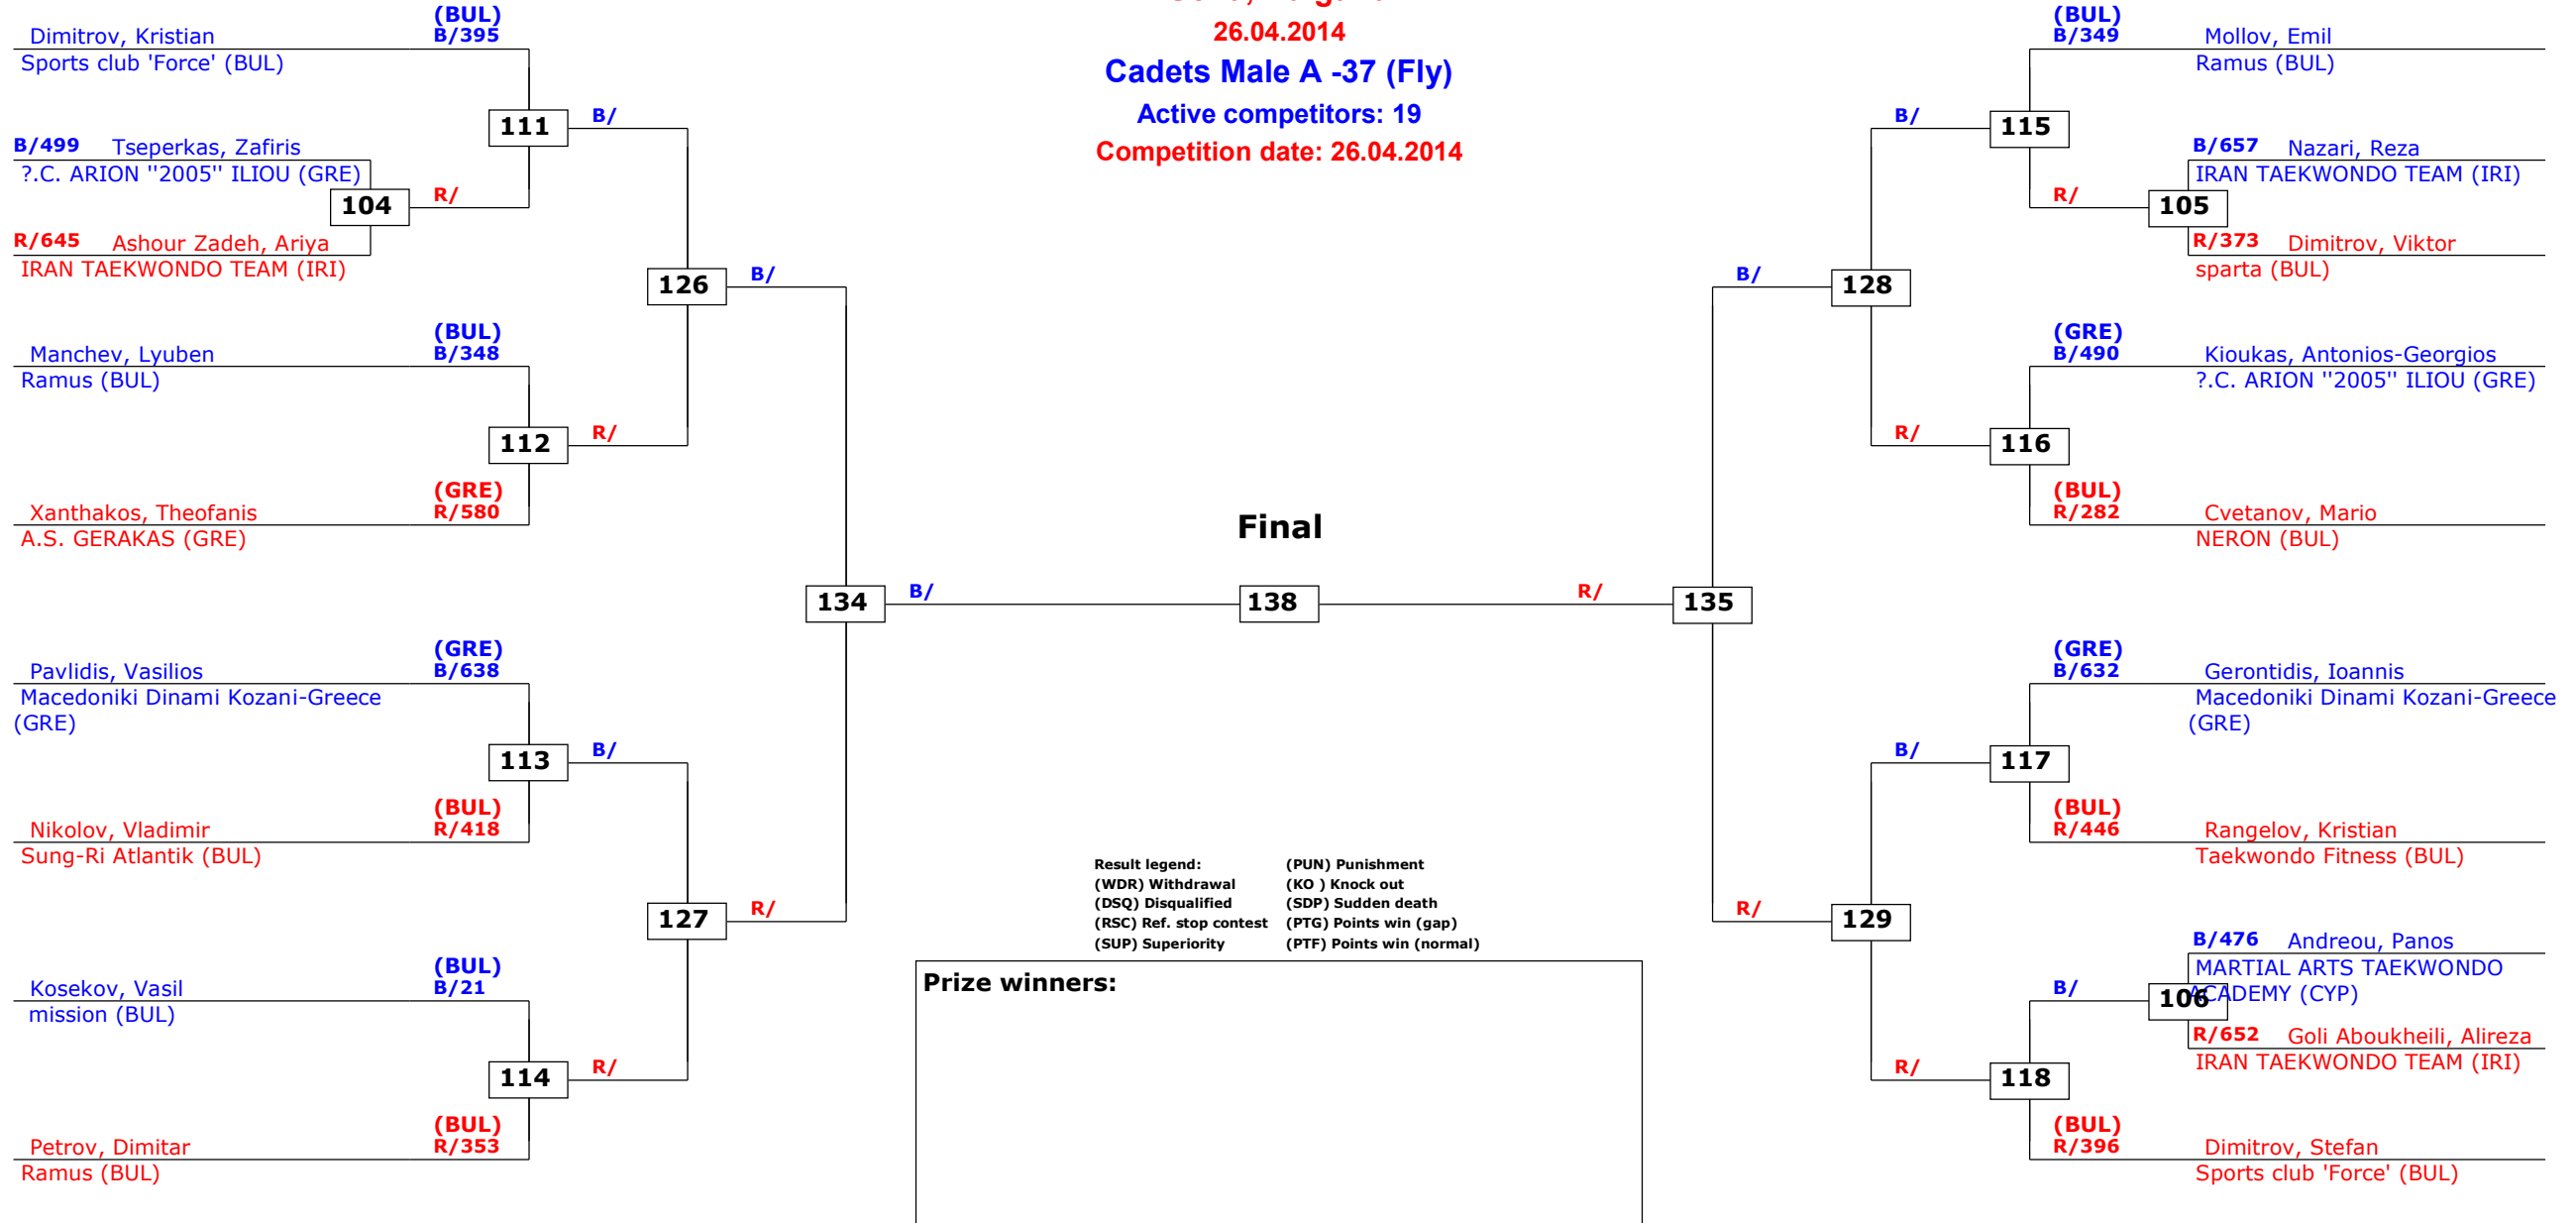 26.04.2014
Cadets Male A -37 (Fly)
Active competitors: 19
Competition date: 26.04.2014
(BUL)
Dimitrov, Kristian B/395
Sports club 'Force' (BUL)
111 B/
B/499 Tseperkas, Zafiris
?.C. ARION "2005" ILIOU (GRE)
104 R/
R/645 Ashour Zadeh, Ariya
IRAN TAEKWONDO TEAM (IRI)
126 B/
(BUL)
Manchev, Lyuben B/348
Ramus (BUL)
112 R/
(GRE)
Xanthakos, Theofanis R/580
A.S. GERAKAS (GRE)
134 B/
(GRE)
Pavlidis, Vasilios B/638
Macedoniki Dinami Kozani-Greece
(GRE)
113 B/
(BUL)
Nikolov, Vladimir R/418
Sung-Ri Atlantik (BUL)
127 R/
(BUL)
Kosekov, Vasil B/21
mission (BUL)
114 R/
(BUL)
Petrov, Dimitar R/353
Ramus (BUL)
Final
138
R/ 135
(BUL)
B/349 Mollov, Emil
Ramus (BUL)
B/ 115
B/657 Nazari, Reza
IRAN TAEKWONDO TEAM (IRI)
R/ 105
R/373 Dimitrov, Viktor
sparta (BUL)
B/ 128
(GRE)
B/490 Kioukas, Antonios-Georgios
?.C. ARION "2005" ILIOU (GRE)
R/ 116
(BUL)
R/282 Cvetanov, Mario
NERON (BUL)
(GRE)
B/632 Gerontidis, Ioannis
Macedoniki Dinami Kozani-Greece
(GRE)
B/ 117
(BUL)
R/446 Rangelov, Kristian
Taekwondo Fitness (BUL)
R/ 129
B/476 Andreou, Panos
MARTIAL ARTS TAEKWONDO
ACADEMY (CYP)
B/ 106
R/652 Goli Aboukheili, Alireza
IRAN TAEKWONDO TEAM (IRI)
R/ 118
(BUL)
R/396 Dimitrov, Stefan
Sports club 'Force' (BUL)
Result legend: (PUN) Punishment
(WDR) Withdrawal (KO ) Knock out
(DSQ) Disqualified (SDP) Sudden death
(RSC) Ref. stop contest (PTG) Points win (gap)
(SUP) Superiority (PTF) Points win (normal)
Prize winners: